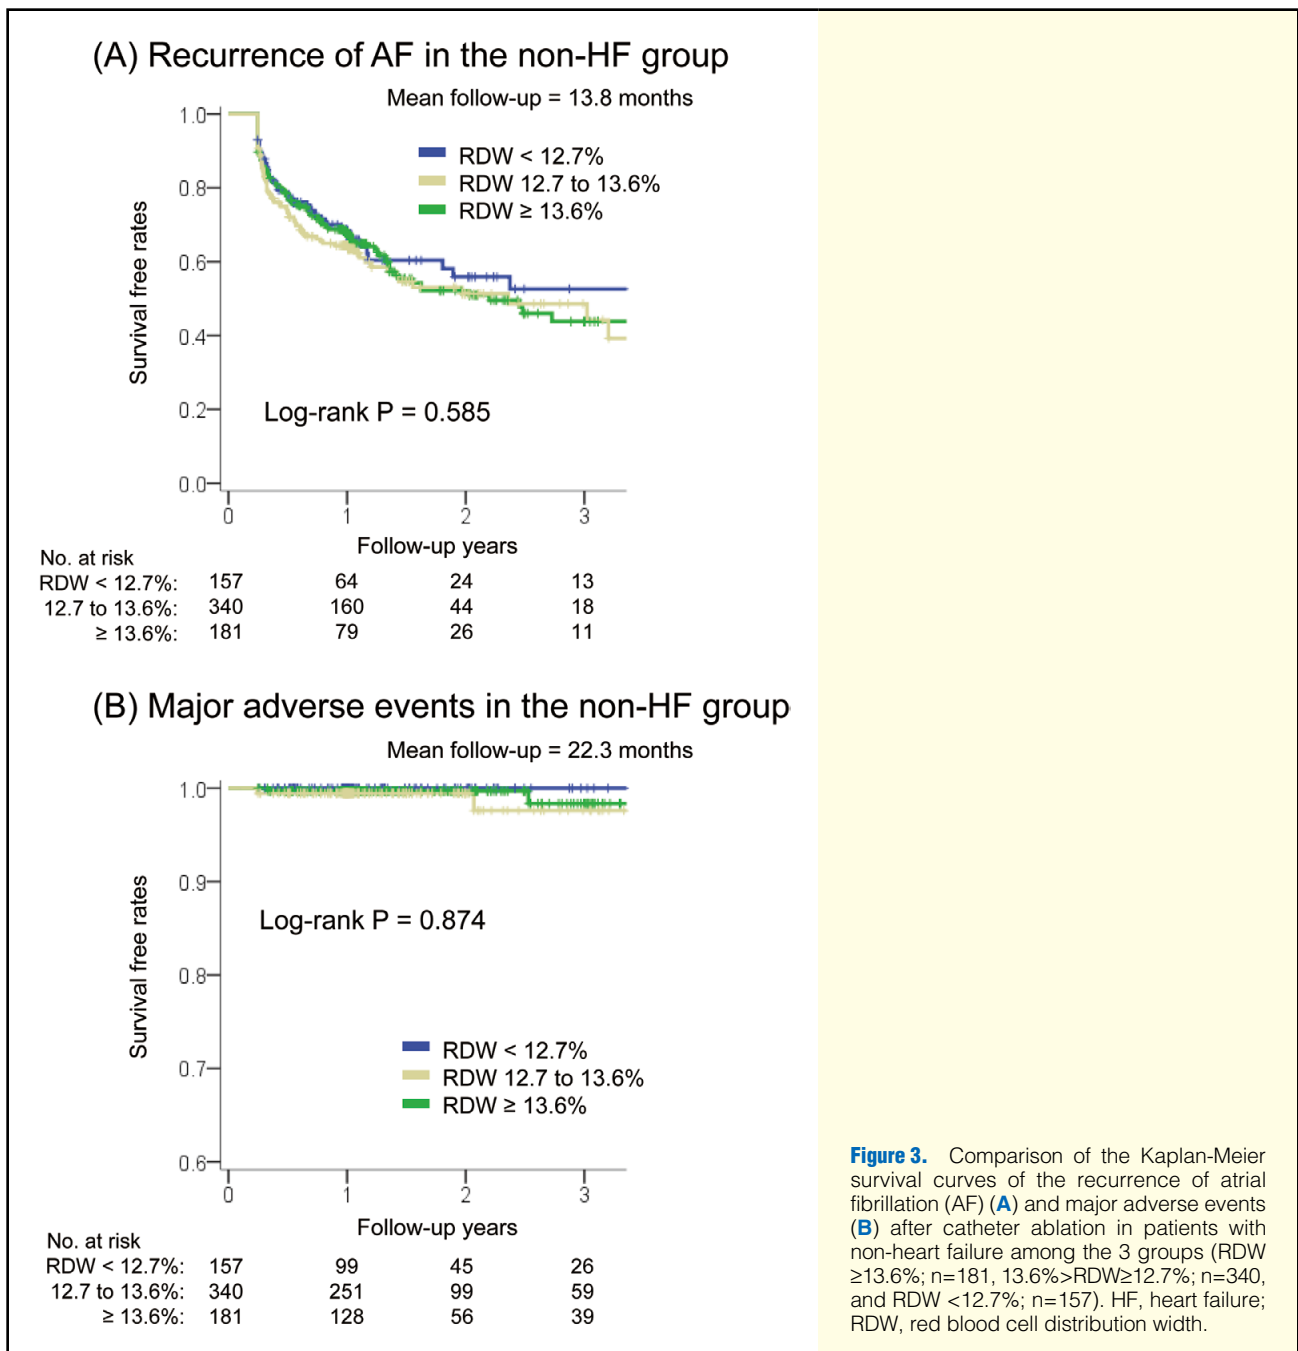 (A) Recurrence of AF in the non-HF group
Mean follow-up = 13.8 months
RDW < 12.7%
RDW 12.7 to 13.6%
RDW ≥ 13.6%
Survival free rates
1.0
0.8
0.6
0.4
0.2
0.0
Log-rank P = 0.585
0 1 2 3
Follow-up years
No. at risk
RDW < 12.7%: 157 64 24 13
12.7 to 13.6%: 340 160 44 18
≥ 13.6%: 181 79 26 11
(B) Major adverse events in the non-HF group
Mean follow-up = 22.3 months
Survival free rates
1.0
0.9
0.8
0.7
0.6
Log-rank P = 0.874
RDW < 12.7%
RDW 12.7 to 13.6%
RDW ≥ 13.6%
0 1 2 3
Follow-up years
No. at risk
RDW < 12.7%: 157 99 45 26
12.7 to 13.6%: 340 251 99 59
≥ 13.6%: 181 128 56 39
Figure 3. Comparison of the Kaplan-Meier
survival curves of the recurrence of atrial
fibrillation (AF) (A) and major adverse events
(B) after catheter ablation in patients with
non-heart failure among the 3 groups (RDW
≥13.6%; n=181, 13.6%>RDW≥12.7%; n=340,
and RDW <12.7%; n=157). HF, heart failure;
RDW, red blood cell distribution width.